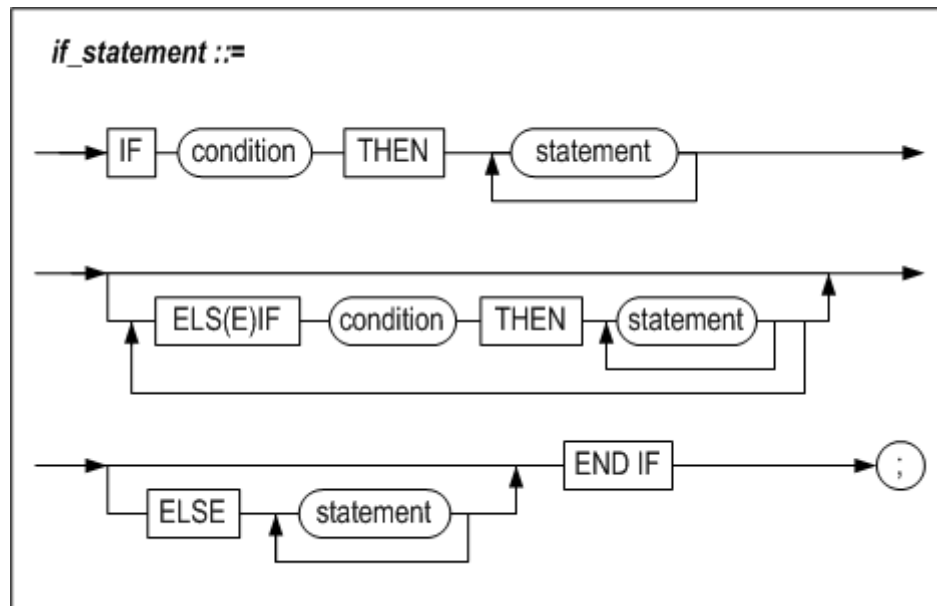 if_statement ::=
IF condition THEN statement
ELS(E)IF condition THEN statement
ELSE statement END IF ;